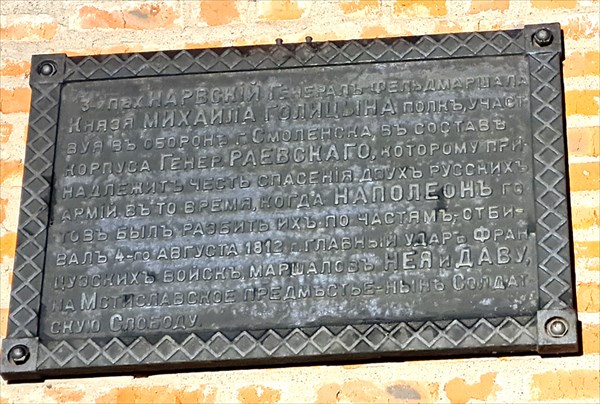 3-й ПѢХ НАРВСКІЙ ГЕНЕРАЛЪ-ФЕЛЬДМАРШАЛА
КНЯЗЯ МИХАИЛА ГОЛИЦЫНА ПОЛКЪ, УЧАСТ
ВУЯ ВЪ ОБОРОНѢ Г. СМОЛЕНСКА, ВЪ СОСТАВѢ
КОРПУСА ГЕНЕР РАЕВСКАГО, КОТОРОМУ ПРИ-
НАДЛЕЖИТЪ ЧЕСТЬ СПАСЕНІЯ ДВУХЪ РУССКИХЪ
АРМІЙ, ВЪ ТО ВРЕМЯ, КОГДА НАПОЛЕОНЪ ГО
ТОВЪ БЫЛЪ РАЗБИТЬ ИХЪ ПО ЧАСТЯМЪ, ОТБИ-
ВАЛЪ 4-ГО АВГУСТА 1812 Г. ГЛАВНЫЙ УДАРЪ ФРАН
ЦУЗСКИХЪ ВОЙСКЪ, МАРШАЛОВЪ НЕЯ И ДАВУ,
НА МСТИСЛАВСКОЕ ПРЕДМѢСТЬЕ-НЫНѢ СОЛДАТ
СКУЮ СЛОБОДУ.